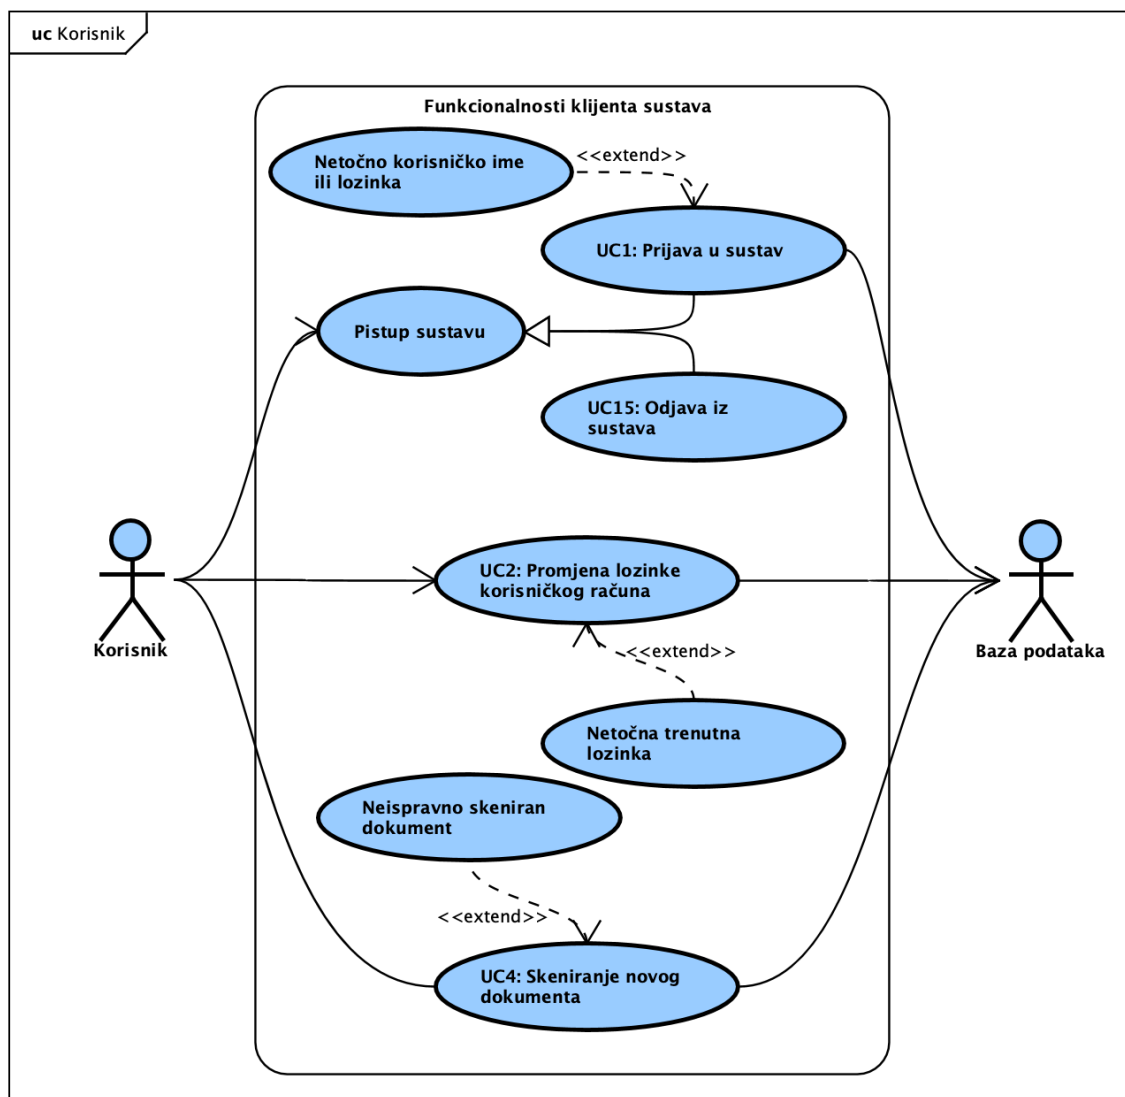 uc Korisnik
Funkcionalnosti klijenta sustava
Netočno korisničko ime
ili lozinka
<<extend>>
UC1: Prijava u sustav
Pistup sustavu
UC15: Odjava iz
sustava
UC2: Promjena lozinke
korisničkog računa
Korisnik
Baza podataka
<<extend>>
Netočna trenutna
lozinka
Neispravno skeniran
dokument
<<extend>>
UC4: Skeniranje novog
dokumenta